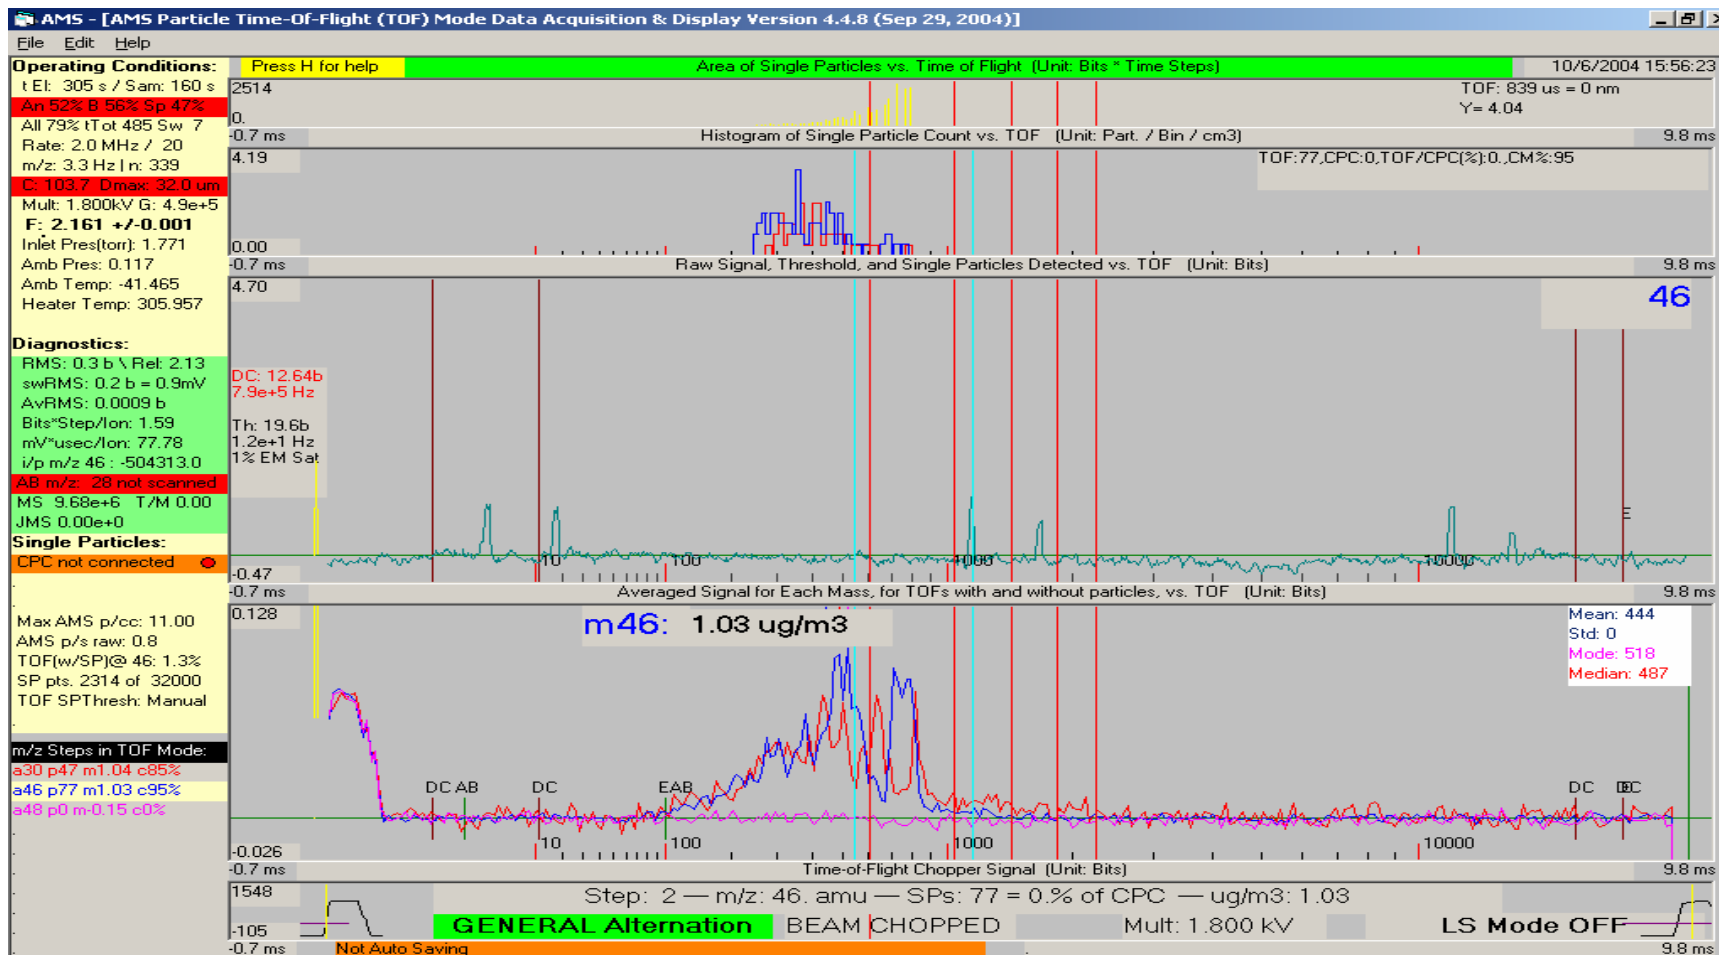 AMS - [AMS Particle Time-Of-Flight (TOF) Mode Data Acquisition & Display Version 4.4.8 (Sep 29, 2004)]
File Edit Help
Operating Conditions:
t El: 305 s / Sam: 160 s
An 52% B 56% Sp 47%
All 79% tTot 485 Sw 7
Rate: 2.0 MHz / 20
m/z: 3.3 Hz | n: 339
C: 103.7 Dmax: 32.0 um
Mult: 1.800kV G: 4.9e+5
F: 2.161 +/-0.001
Inlet Pres(torr): 1.771
Amb Pres: 0.117
Amb Temp: -41.465
Heater Temp: 305.957
Diagnostics:
RMS: 0.3 b \ Rel: 2.13
swRMS: 0.2 b = 0.9mV
AvRMS: 0.0009 b
Bits*Step/Ion: 1.59
mV*usec/Ion: 77.78
i/p m/z 46 : -504313.0
AB m/z: 28 not scanned
MS 9.68e+6 T/M 0.00
JMS 0.00e+0
Single Particles:
CPC not connected
Max AMS p/cc: 11.00
AMS p/s raw: 0.8
TOF(w/SP)@ 46: 1.3%
SP pts. 2314 of 32000
TOF SPThresh: Manual
m/z Steps in TOF Mode:
a30 p47 m1.04 c85%
a46 p77 m1.03 c95%
a48 p0 m-0.15 c0%
Press H for help
Area of Single Particles vs. Time of Flight (Unit: Bits * Time Steps)
10/6/2004 15:56:23
2514
TOF: 839 us = 0 nm
Y= 4.04
0.
-0.7 ms
Histogram of Single Particle Count vs. TOF (Unit: Part. / Bin / cm3)
9.8 ms
4.19
TOF:77,CPC:0,TOF/CPC(%):0.,CM%:95
0.00
-0.7 ms
Raw Signal, Threshold, and Single Particles Detected vs. TOF (Unit: Bits)
9.8 ms
4.70
46
DC: 12.64b
7.9e+5 Hz
Th: 19.6b
1.2e+1 Hz
1% EM Sat
E
10 100 1000 10000
-0.47
-0.7 ms
Averaged Signal for Each Mass, for TOFs with and without particles, vs. TOF (Unit: Bits)
9.8 ms
0.128
m46: 1.03 ug/m3
Mean: 444
Std: 0
Mode: 518
Median: 487
DC AB DC EAB DC
10 100 1000 10000
-0.026
-0.7 ms
Time-of-Flight Chopper Signal (Unit: Bits)
9.8 ms
1548
Step: 2 — m/z: 46. amu — SPs: 77 = 0.% of CPC — ug/m3: 1.03
-105
GENERAL Alternation BEAM CHOPPED Mult: 1.800 kV LS Mode OFF
-0.7 ms
Not Auto Saving
9.8 ms